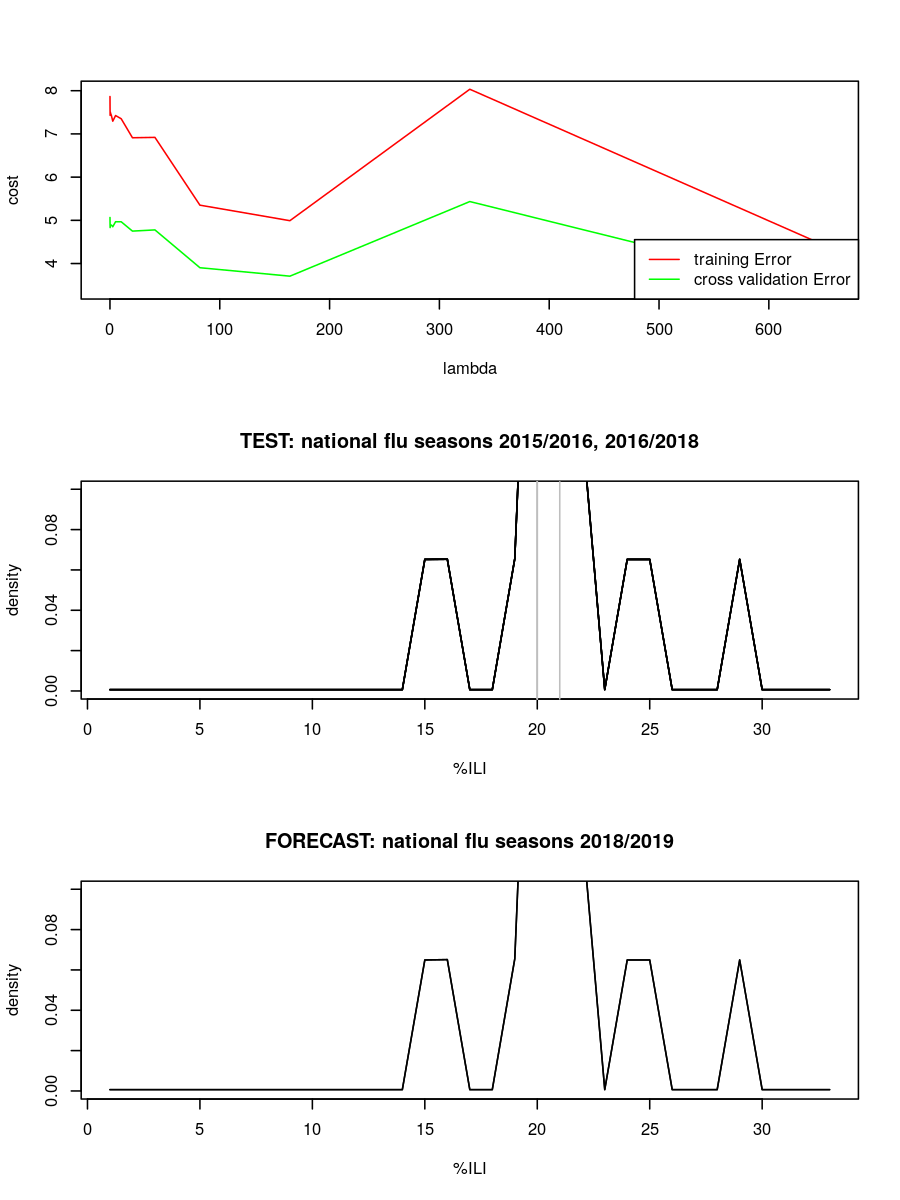 8
7
6
5
4
cost
training Error
cross validation Error
0 100 200 300 400 500 600
lambda
TEST: national flu seasons 2015/2016, 2016/2018
0.08
0.04
0.00
density
0 5 10 15 20 25 30
%ILI
FORECAST: national flu seasons 2018/2019
0.08
0.04
0.00
density
0 5 10 15 20 25 30
%ILI